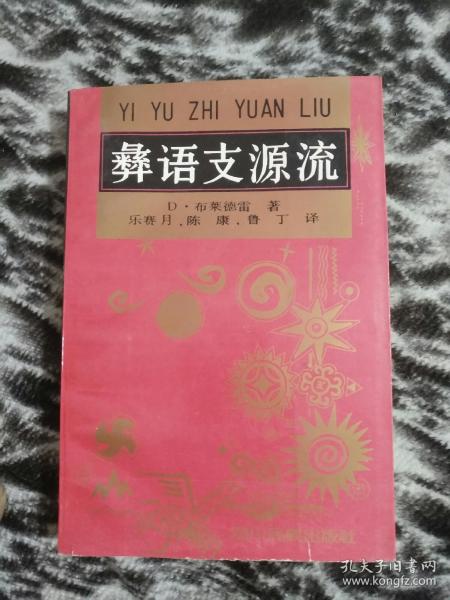 YI YU ZHI YUAN LIU
彝语支源流
D·布莱德雷 著
乐赛月、陈 康、鲁 丁 译
孔夫子旧书网
www.kongfz.com